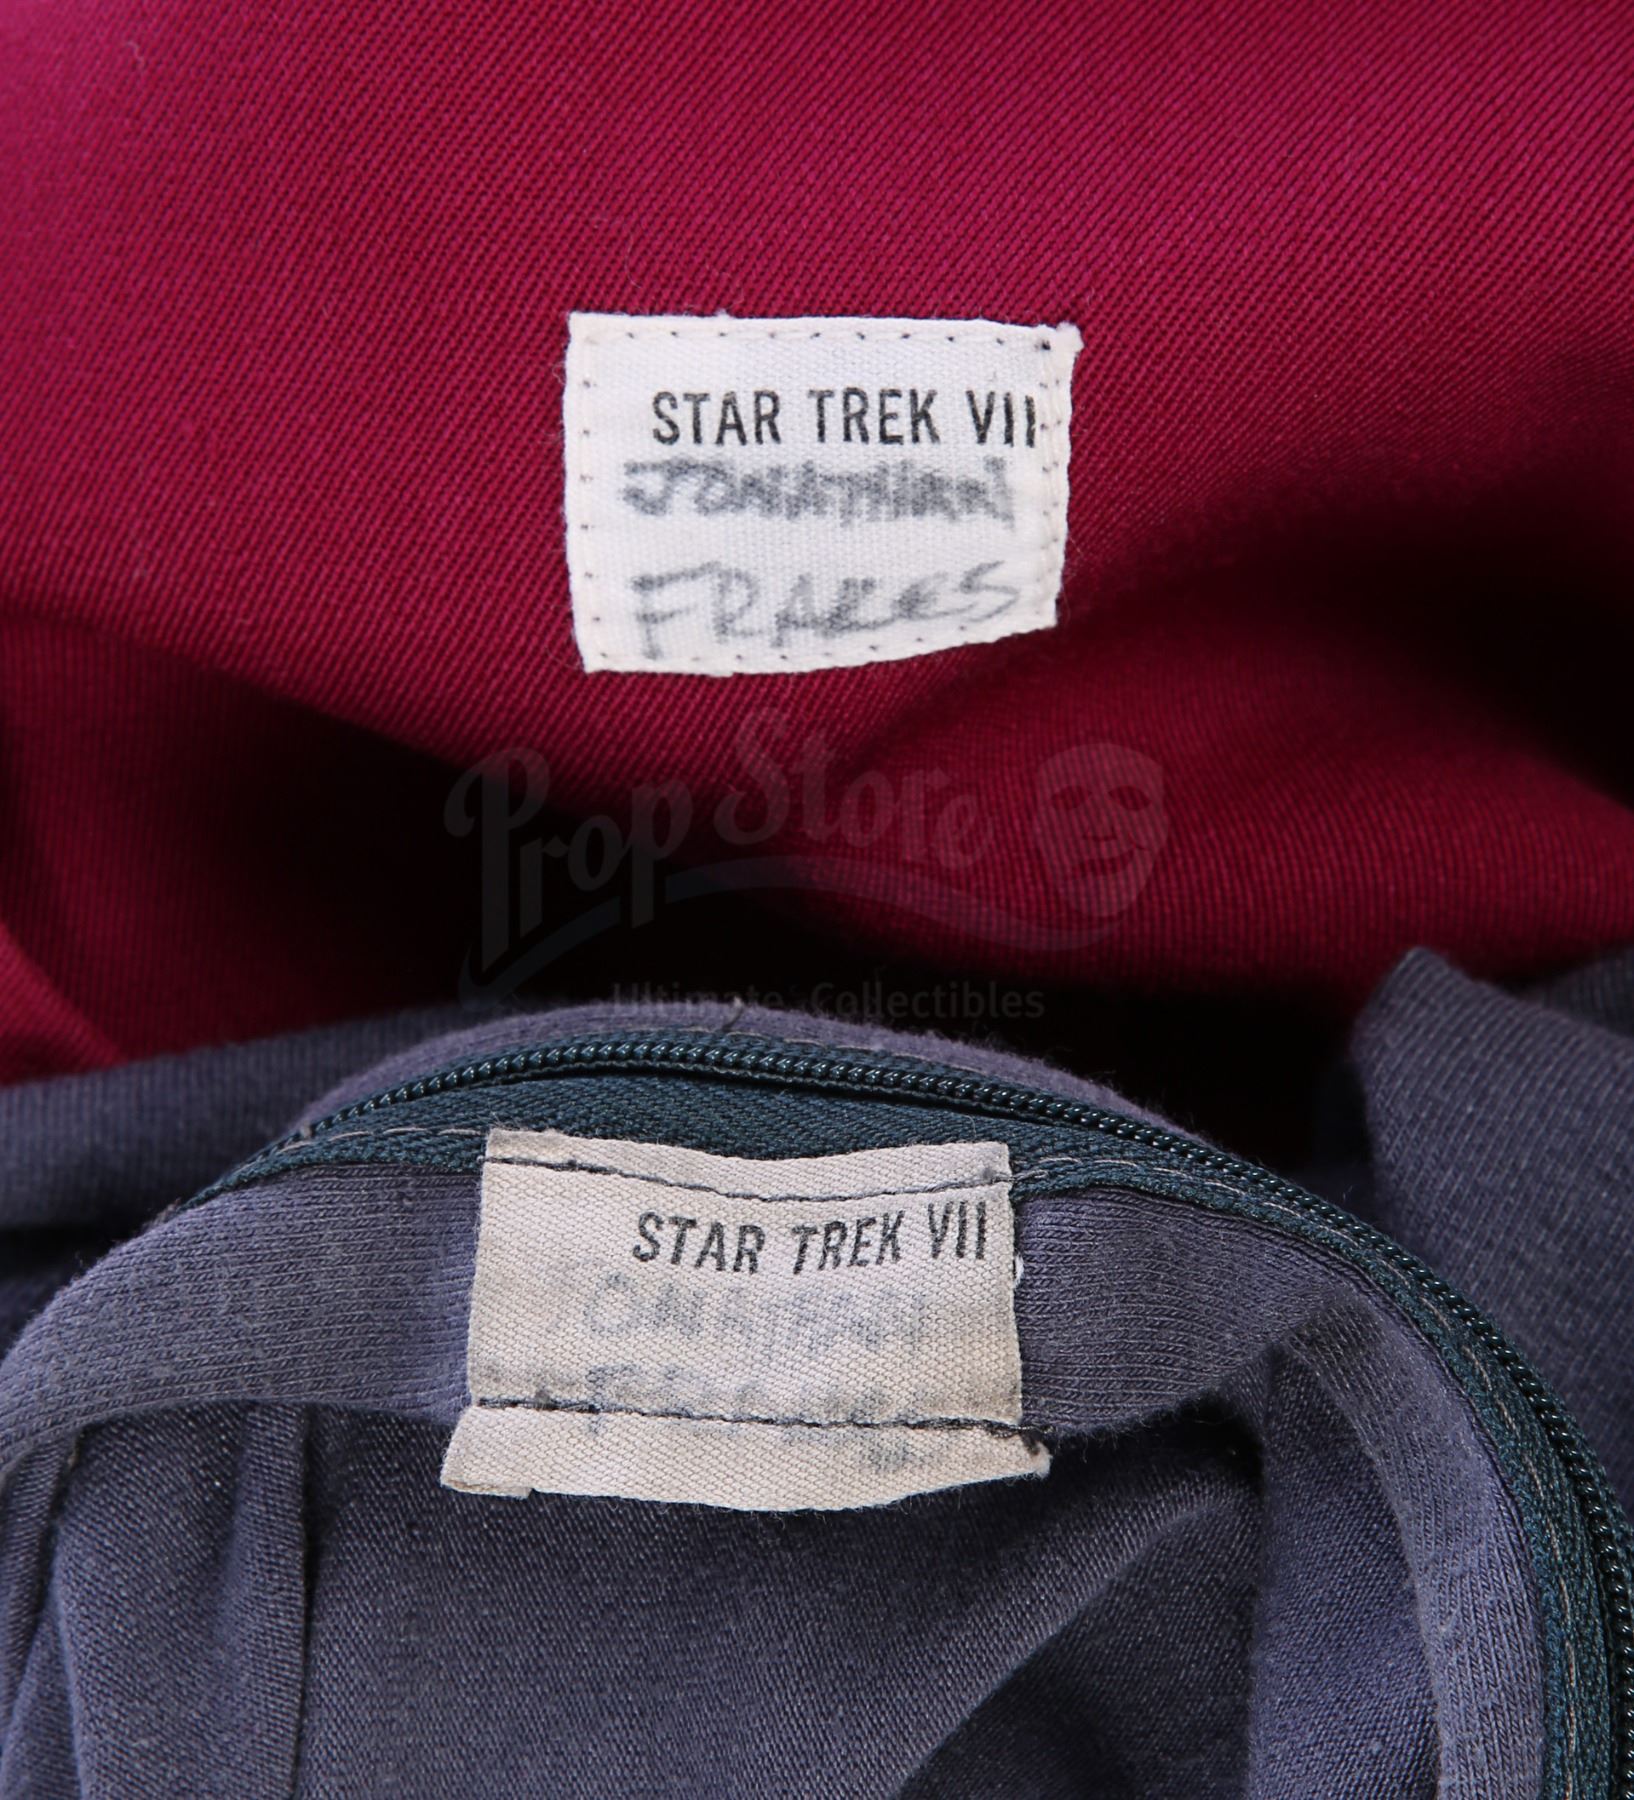 STAR TREK VII
JONATHAN
FRAKES
Prop Store
Ultimate Collectibles
STAR TREK VII